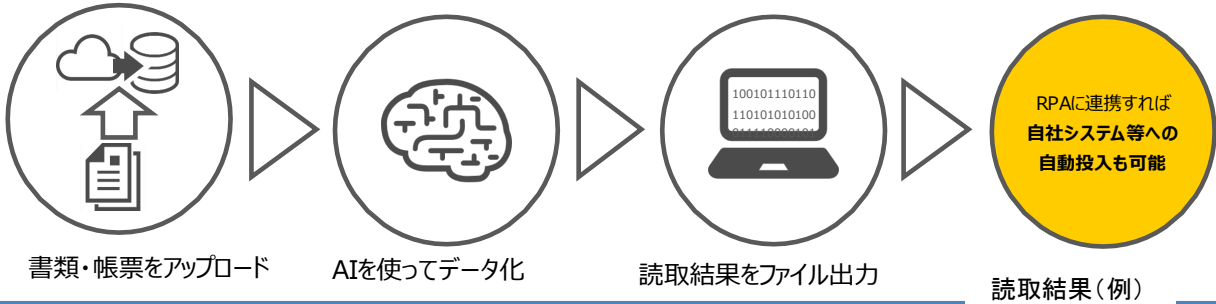 100101110110
110101010100
RPAに連携すれば
自社システム等への
自動投入も可能
書類・帳票をアップロード
AIを使ってデータ化
読取結果をファイル出力
読取結果（例）